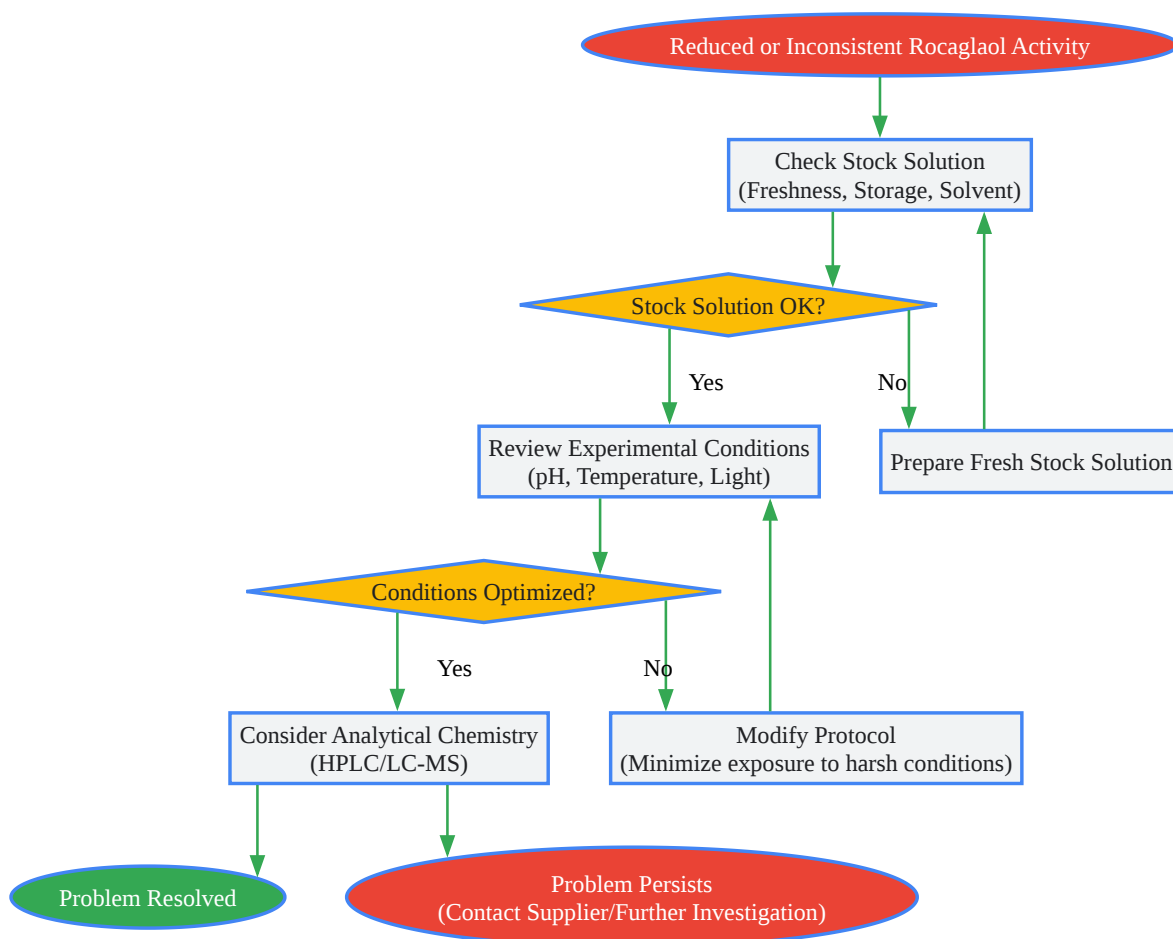 Reduced or Inconsistent Rocaglaol Activity
Check Stock Solution
(Freshness, Storage, Solvent)
Stock Solution OK?
Yes
No
Review Experimental Conditions
(pH, Temperature, Light)
Prepare Fresh Stock Solution
Conditions Optimized?
Yes
No
Consider Analytical Chemistry
(HPLC/LC-MS)
Modify Protocol
(Minimize exposure to harsh conditions)
Problem Resolved
Problem Persists
(Contact Supplier/Further Investigation)